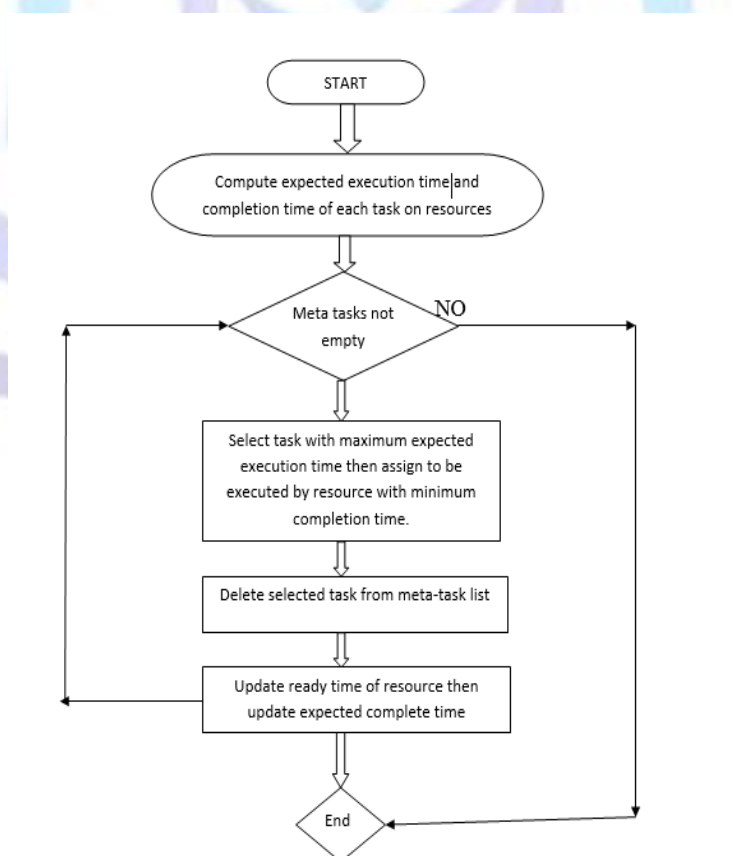 START
Compute expected execution time and
completion time of each task on resources
Meta tasks not
empty
NO
Select task with maximum expected
execution time then assign to be
executed by resource with minimum
completion time.
Delete selected task from meta-task list
Update ready time of resource then
update expected complete time
End